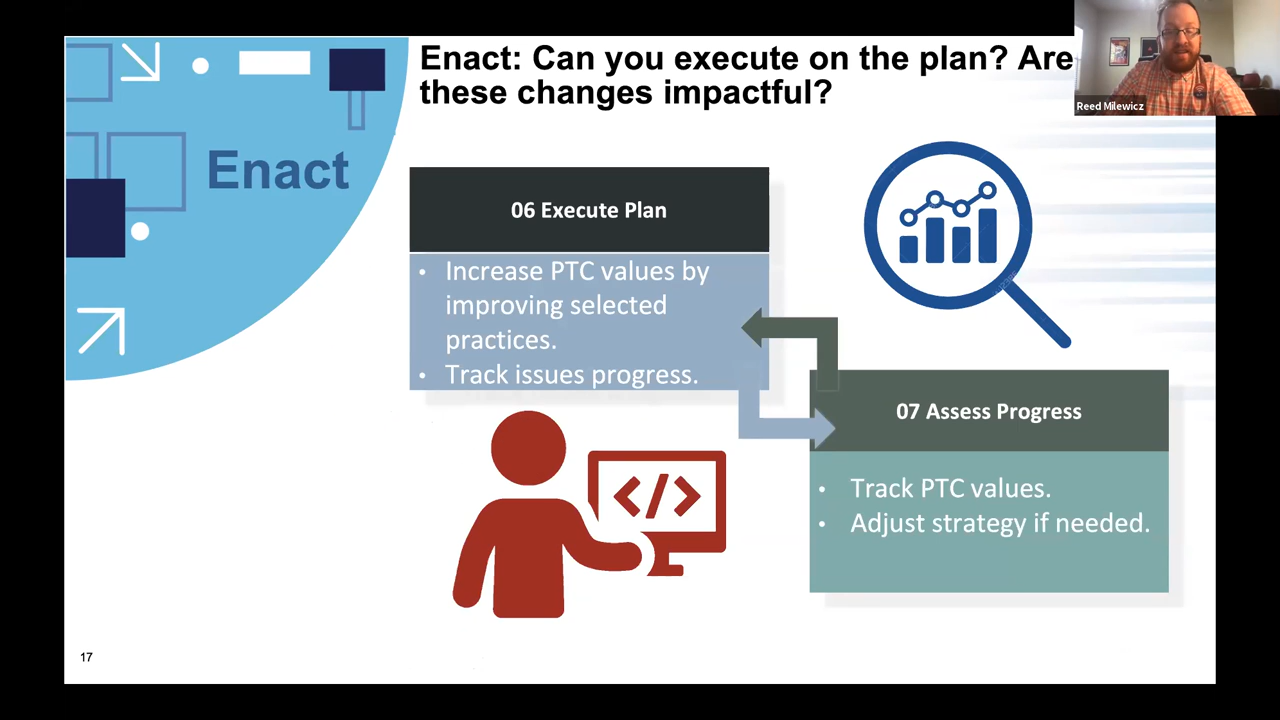 Enact: Can you execute on the plan? Are
these changes impactful?
Reed Milewicz
Enact
06 Execute Plan
• Increase PTC values by
improving selected
practices.
• Track issues progress.
07 Assess Progress
• Track PTC values.
• Adjust strategy if needed.
</>
17